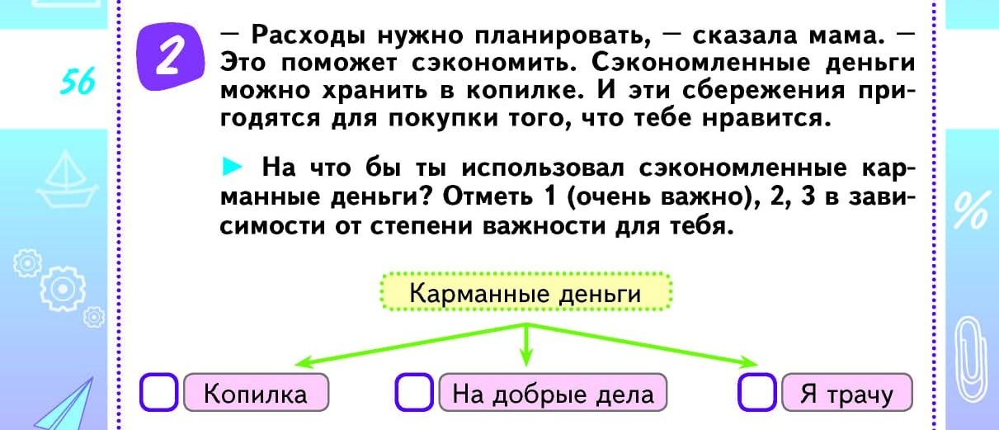 2
— Расходы нужно планировать, — сказала мама. —
Это поможет сэкономить. Сэкономленные деньги
можно хранить в копилке. И эти сбережения при-
годятся для покупки того, что тебе нравится.
56
► На что бы ты использовал сэкономленные кар-
манные деньги? Отметь 1 (очень важно), 2, 3 в зави-
симости от степени важности для тебя.
%
Карманные деньги
Копилка
На добрые дела
Я трачу